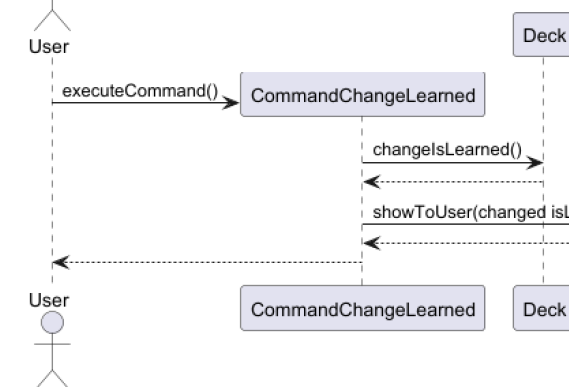 User
Deck
executeCommand()
CommandChangeLearned
changeIsLearned()
showToUser(changed isL
User
CommandChangeLearned
Deck